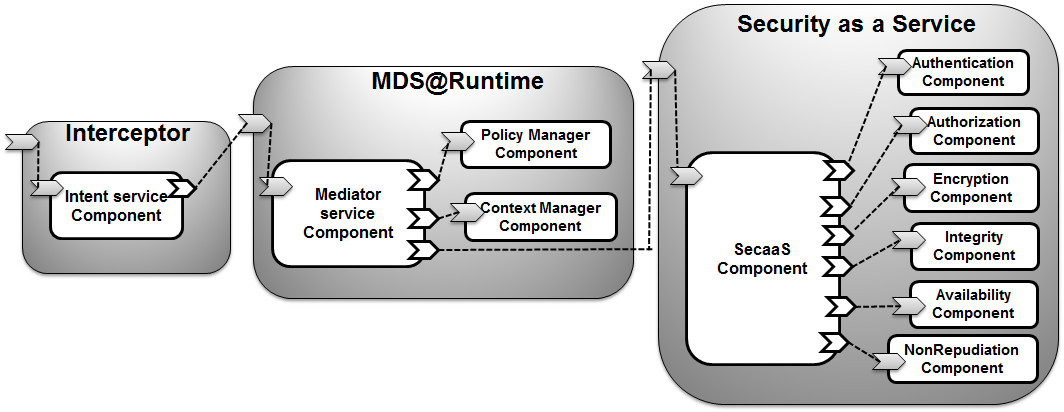 Interceptor
Intent service
Component
MDS@Runtime
Mediator
service
Component
Policy Manager
Component
Context Manager
Component
Security as a Service
SecaaS
Component
Authentication
Component
Authorization
Component
Encryption
Component
Integrity
Component
Availability
Component
NonRepudiation
Component